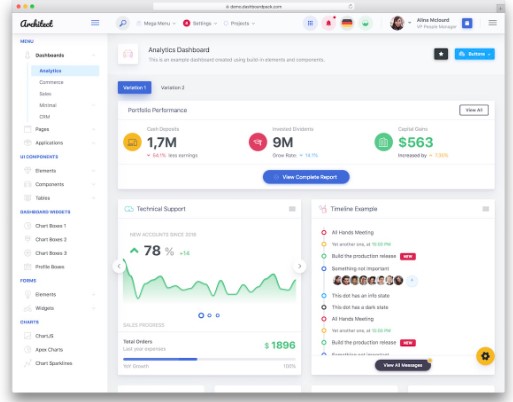 demo.dashboardpack.com
Architect
Mega Menu
Settings
Projects
Alina Mcloard
VP People Manager
MENU
Dashboards
Analytics
Commerce
Sales
Minimal
CRM
Pages
Applications
UI COMPONENTS
Elements
Components
Tables
DASHBOARD WIDGETS
Chart Boxes 1
Chart Boxes 2
Chart Boxes 3
Profile Boxes
FORMS
Elements
Widgets
CHARTS
ChartJS
Apex Charts
Chart Sparklines
Analytics Dashboard
This is an example dashboard created using build-in elements and components.
Buttons
Variation 1
Variation 2
Portfolio Performance
View All
Cash Deposits
1,7M
54.1% less earnings
Invested Dividents
9M
Grow Rate: 14.1%
Capital Gains
$563
Increased by 7.35%
View Complete Report
Technical Support
NEW ACCOUNTS SINCE 2018
78 % +14
SALES PROGRESS
Total Orders
Last year expenses
$ 1896
YoY Growth
100%
Timeline Example
All Hands Meeting
Yet another one, at 15:00 PM
Build the production release NEW
Something not important
This dot has an info state
This dot has a dark state
All Hands Meeting
Yet another one, at 15:00 PM
Build the production release NEW
Something not important
View All Messages